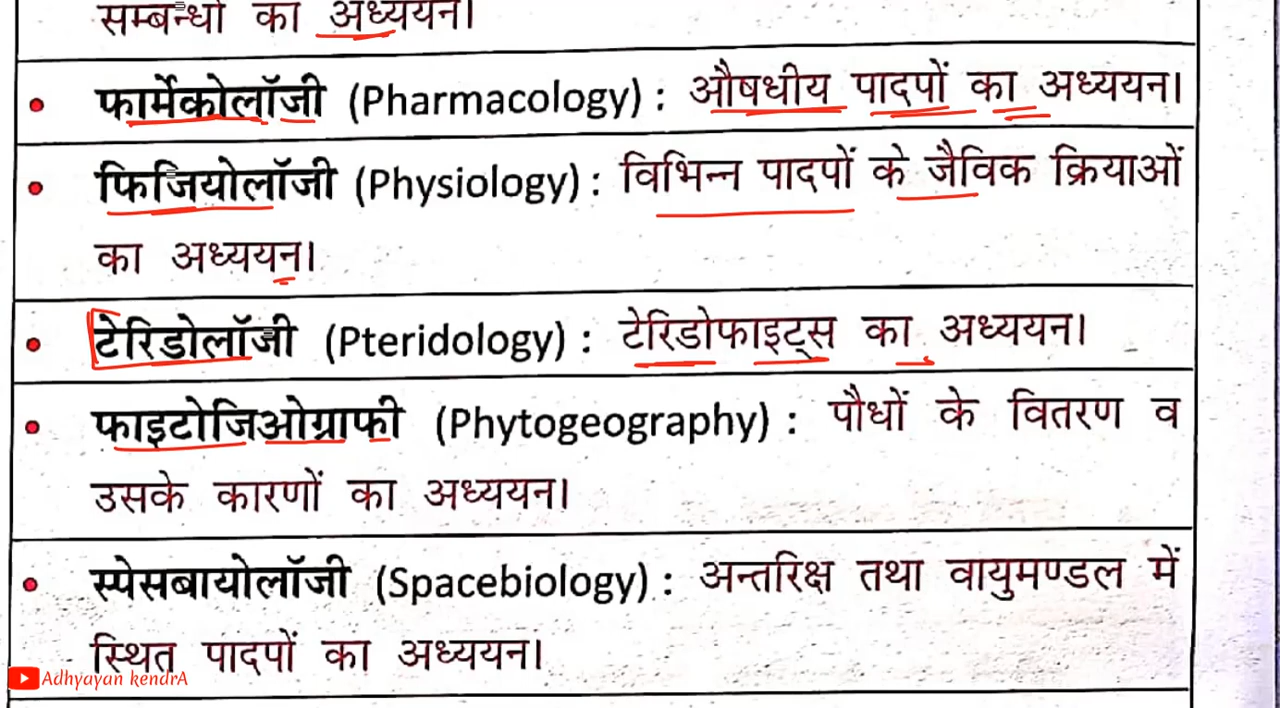 सम्बन्धों का अध्ययन।
• फार्मेकोलॉजी (Pharmacology) : औषधीय पादपों का अध्ययन।
• फिजियोलॉजी (Physiology) : विभिन्न पादपों के जैविक क्रियाओं
का अध्ययन।
• टेरिडोलॉजी (Pteridology) : टेरिडोफाइट्स का अध्ययन।
• फाइटोजिओग्राफी (Phytogeography) : पौधों के वितरण व
उसके कारणों का अध्ययन।
• स्पेसबायोलॉजी (Spacebiology) : अन्तरिक्ष तथा वायुमण्डल में
स्थित पादपों का अध्ययन।
Adhyayan kendrA